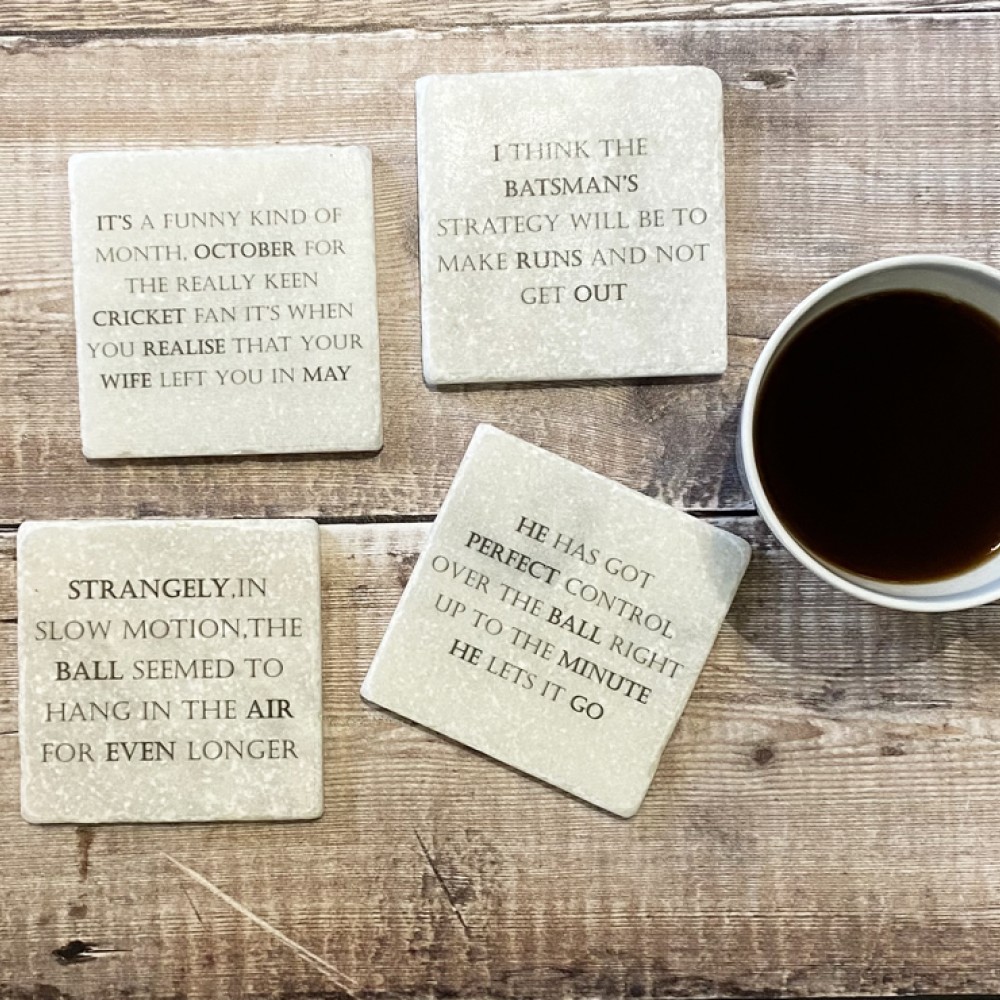 IT'S A FUNNY KIND OF
MONTH, OCTOBER FOR
THE REALLY KEEN
CRICKET FAN IT'S WHEN
YOU REALISE THAT YOUR
WIFE LEFT YOU IN MAY
I THINK THE
BATSMAN'S
STRATEGY WILL BE TO
MAKE RUNS AND NOT
GET OUT
STRANGELY,IN
SLOW MOTION,THE
BALL SEEMED TO
HANG IN THE AIR
FOR EVEN LONGER
HE HAS GOT
PERFECT CONTROL
OVER THE BALL RIGHT
UP TO THE MINUTE
HE LETS IT GO